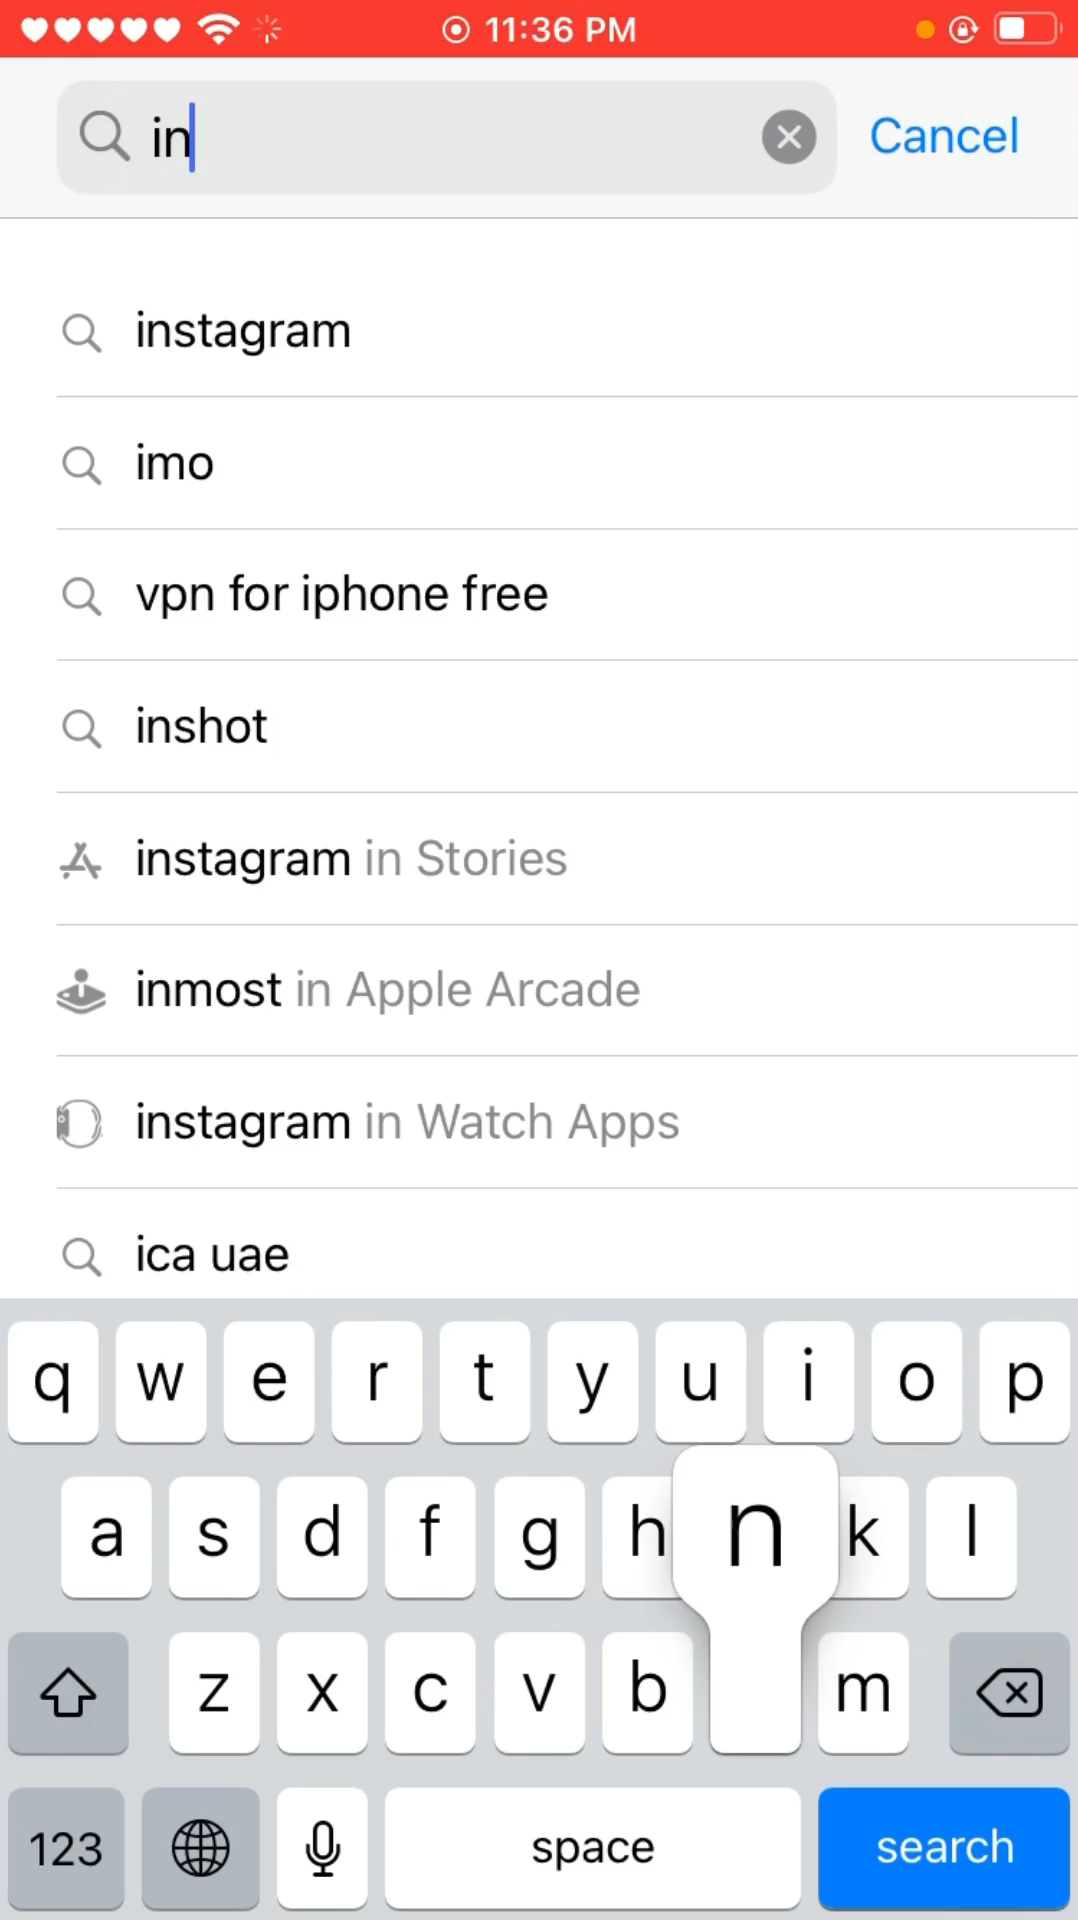 11:36 PM
in
Cancel
instagram
imo
vpn for iphone free
inshot
instagram in Stories
inmost in Apple Arcade
instagram in Watch Apps
ica uae
q w e r t y u i o p
a s d f g h n k l
z x c v b m
123 space search